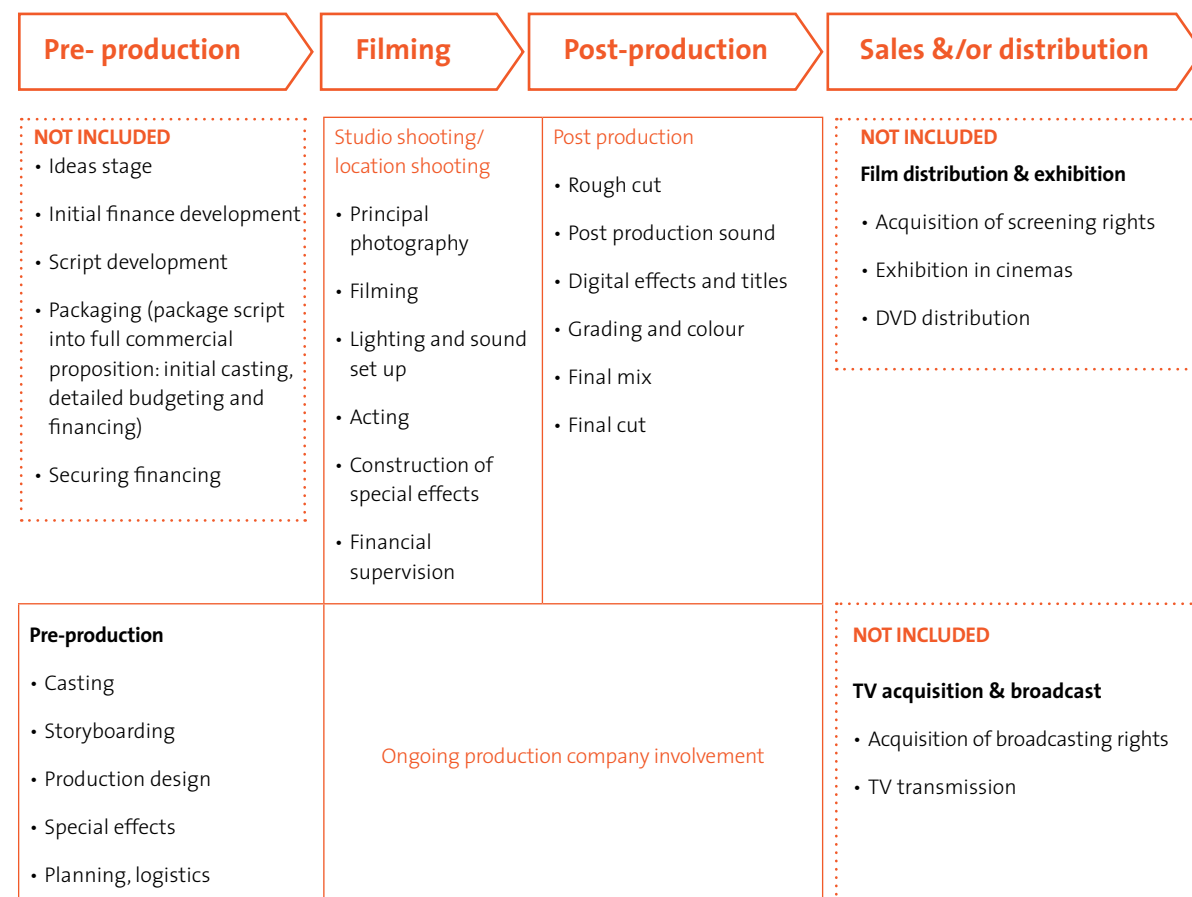 Pre- production
Filming
Post-production
Sales &/or distribution
NOT INCLUDED
• Ideas stage
• Initial finance development
• Script development
• Packaging (package script
into full commercial
proposition: initial casting,
detailed budgeting and
financing)
• Securing financing
Studio shooting/
location shooting
• Principal
photography
• Filming
• Lighting and sound
set up
• Acting
• Construction of
special effects
• Financial
supervision
Post production
• Rough cut
• Post production sound
• Digital effects and titles
• Grading and colour
• Final mix
• Final cut
NOT INCLUDED
Film distribution & exhibition
• Acquisition of screening rights
• Exhibition in cinemas
• DVD distribution
Pre-production
• Casting
• Storyboarding
• Production design
• Special effects
• Planning, logistics
Ongoing production company involvement
NOT INCLUDED
TV acquisition & broadcast
• Acquisition of broadcasting rights
• TV transmission